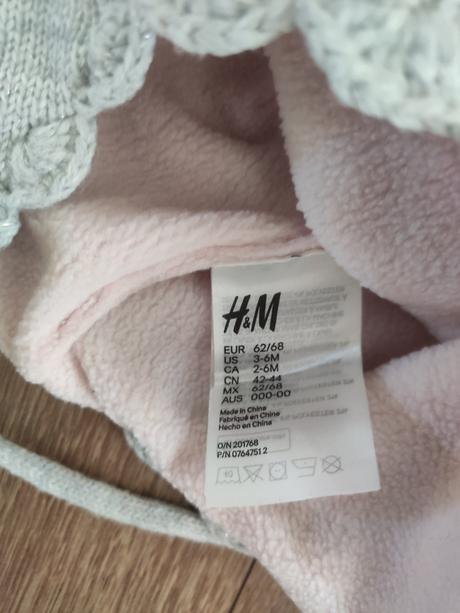 H&M
EUR 62/68
US 3-6M
CA 2-6M
CN 42-44
MX 62/68
AUS 000-00
Made in China
Fabriqué en Chine
Hecho en China
O/N 201768
P/N 0764751 2
40